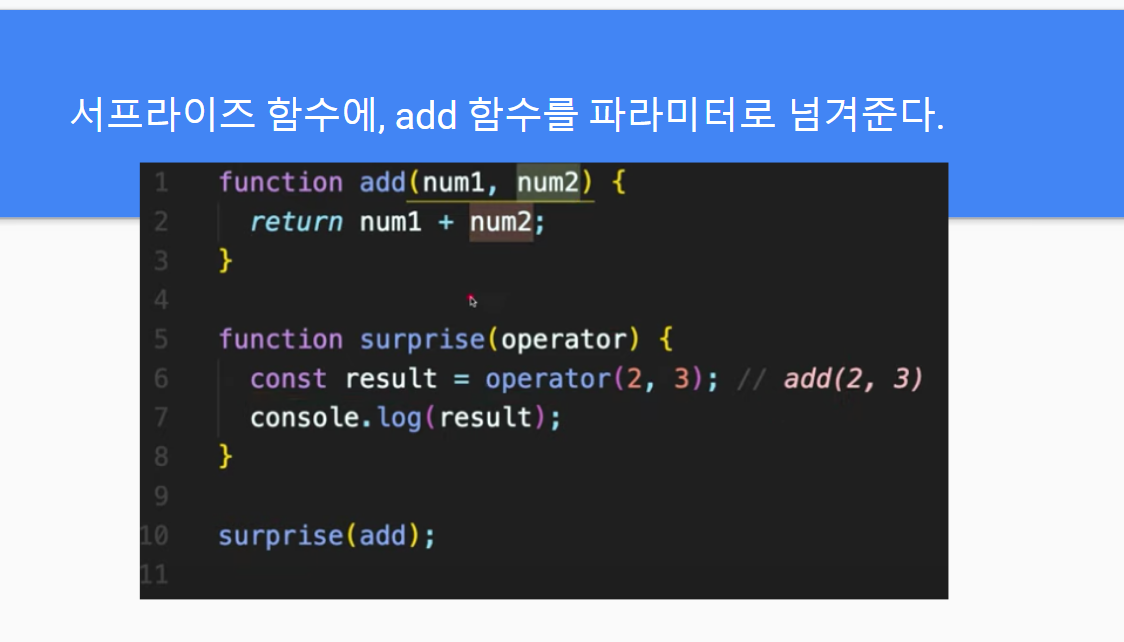 서프라이즈 함수에, add 함수를 파라미터로 넘겨준다.
1 function add(num1, num2) {
2 return num1 + num2;
3 }
4
5 function surprise(operator) {
6 const result = operator(2, 3); // add(2, 3)
7 console.log(result);
8 }
9
10 surprise(add);
11